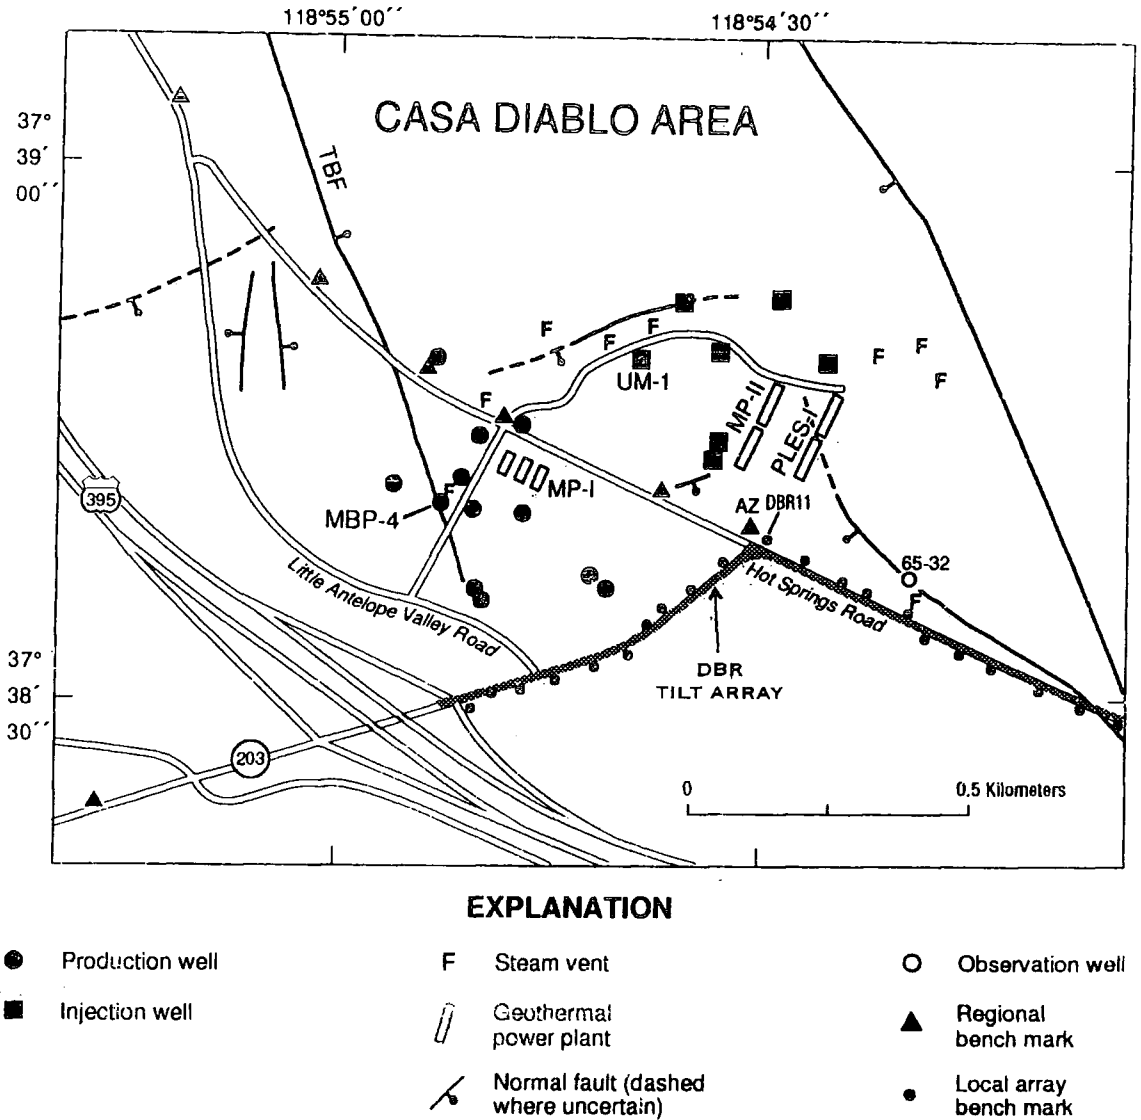 118°55′00′′
118°54′30′′
CASA DIABLO AREA
37°
39′
00′′
TBF
F
F
F
F
F
F
UM-1
F
MP-II
PLES-I
MP-I
F
395
MBP-4
AZ
DBR11
65-32
F
Little Antelope Valley Road
Hot Springs Road
37°
38′
30′′
DBR
TILT ARRAY
203
0
0.5 Kilometers
EXPLANATION
Production well
F
Steam vent
Observation well
Injection well
Geothermal
power plant
Regional
bench mark
Normal fault (dashed
where uncertain)
Local array
bench mark